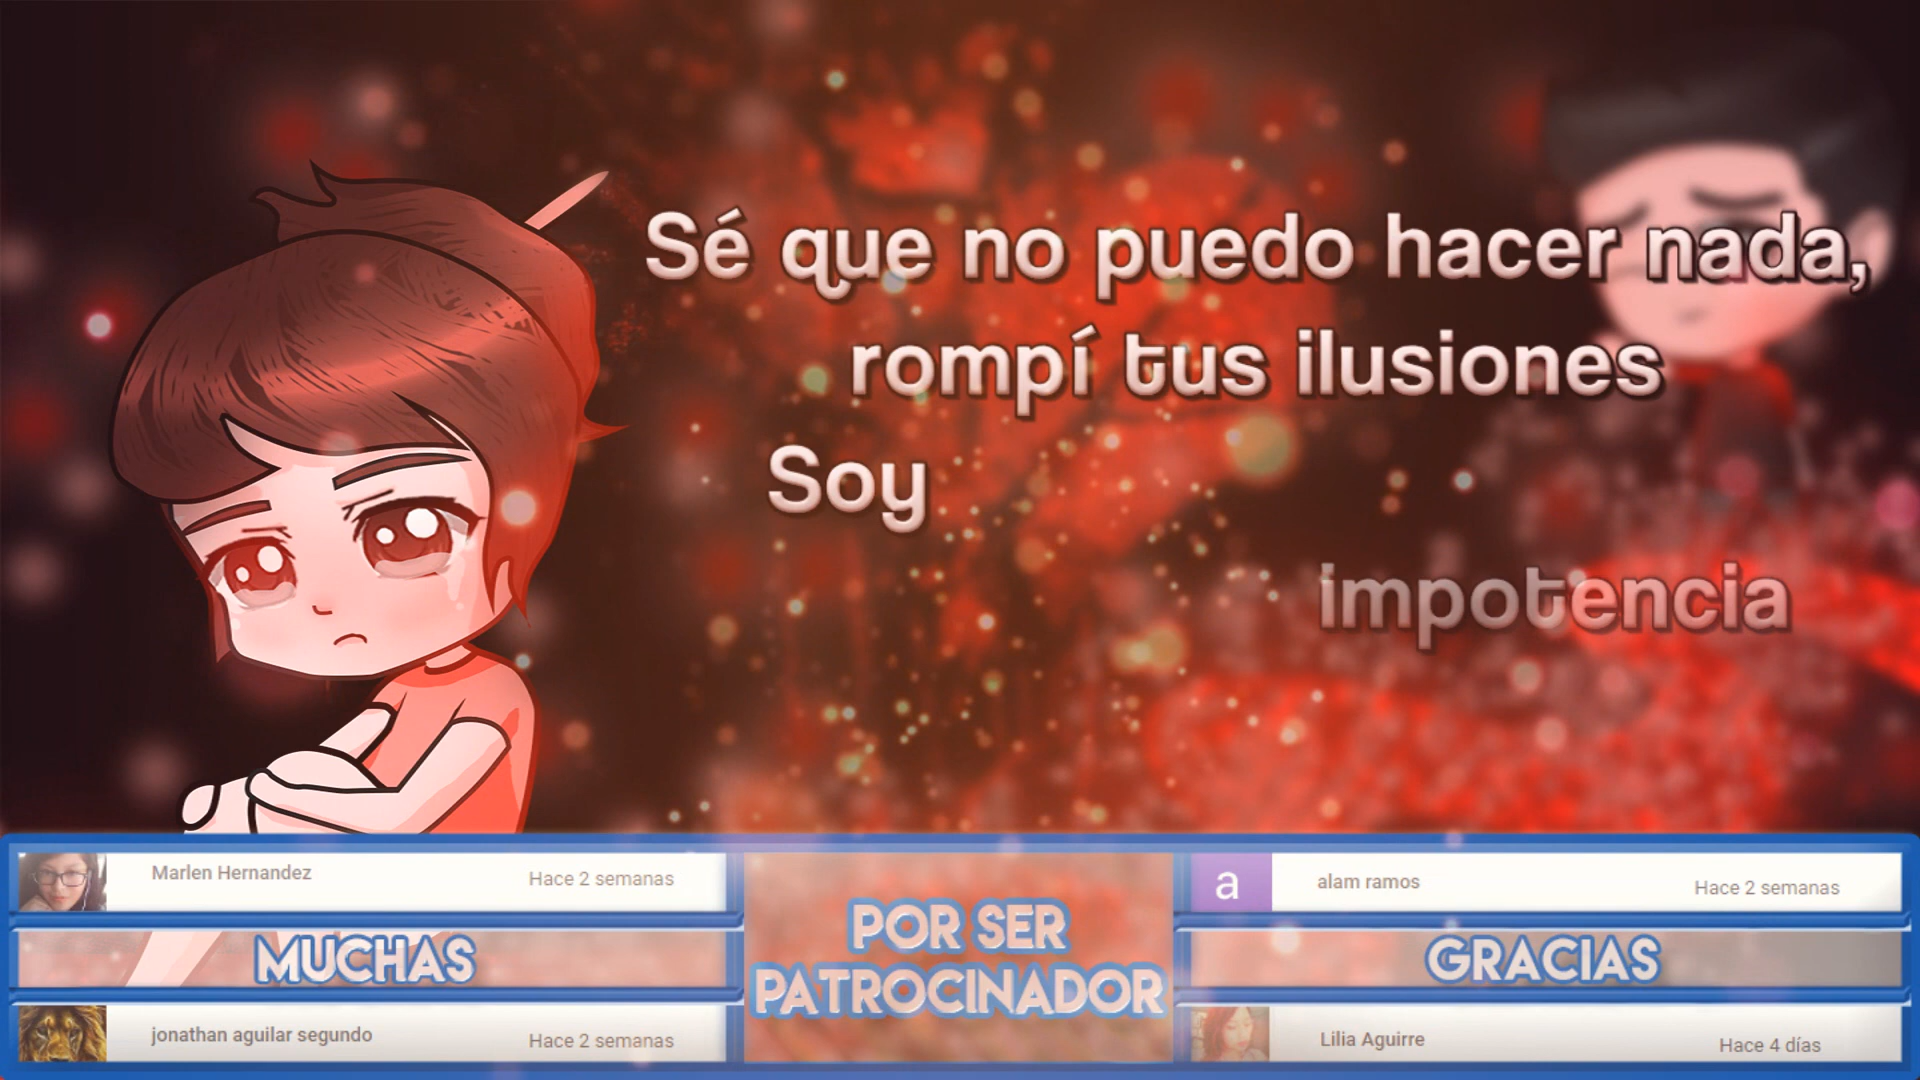 Sé que no puedo hacer nada,
rompí tus ilusiones
Soy
impotencia
Marlen Hernandez
Hace 2 semanas
MUCHAS
jonathan aguilar segundo
Hace 2 semanas
POR SER
PATROCINADOR
a
alam ramos
Hace 2 semanas
GRACIAS
Lilia Aguirre
Hace 4 días